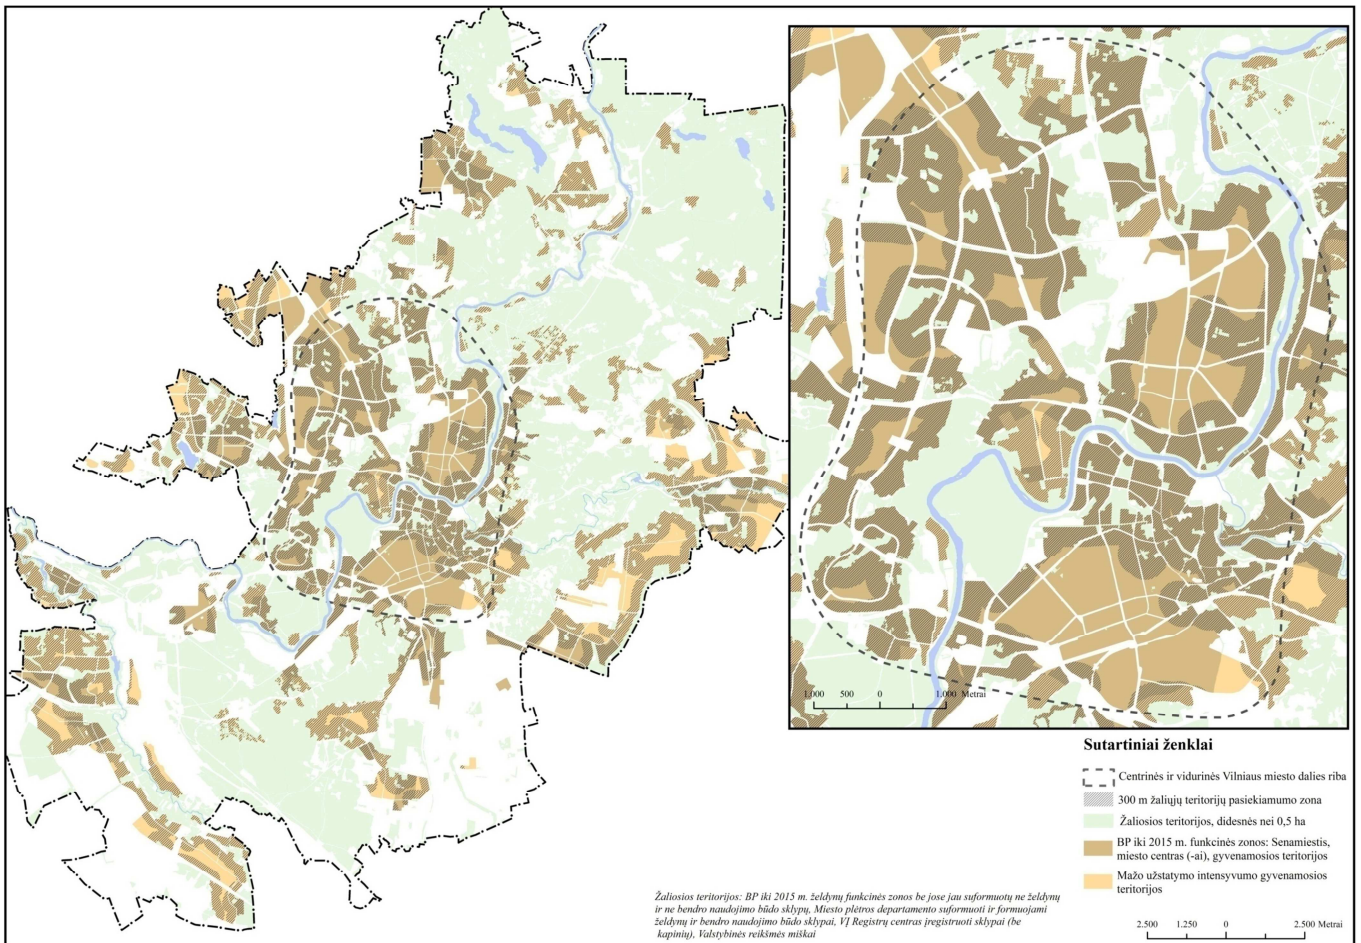 1.000 500 0 1.000 Metrai
Sutartiniai ženklai
Centrinės ir vidurinės Vilniaus miesto dalies riba
300 m žaliųjų teritorijų pasiekiamumo zona
Žaliosios teritorijos, didesnės nei 0,5 ha
BP iki 2015 m. funkcinės zonos: Senamiestis,
miesto centras (-ai), gyvenamosios teritorijos
Mažo užstatymo intensyvumo gyvenamosios
teritorijos
Žaliosios teritorijos: BP iki 2015 m. želdynų funkcinės zonos be jose jau suformuotų ne želdynų
ir ne bendro naudojimo būdo sklypų, Miesto plėtros departamento suformuoti ir formuojami
želdynų ir bendro naudojimo būdo sklypai, VĮ Registrų centras įregistruoti sklypai (be
kapinių), Valstybinės reikšmės miškai
2.500 1.250 0 2.500 Metrai